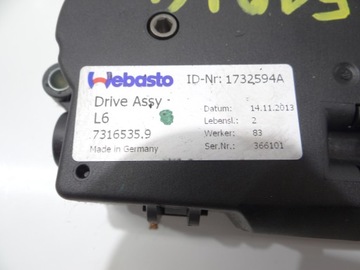 Webasto ID-Nr: 1732594A
Drive Assy
L6
7316535.9
Made in Germany
Datum: 14.11.2013
Lebensl.: 2
Werker: 83
Ser.Nr.: 366101